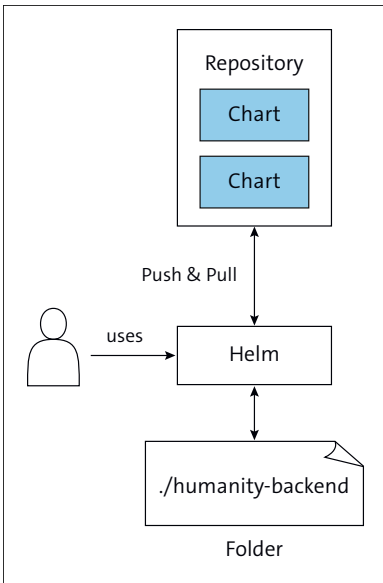 Repository
Chart
Chart
Push & Pull
uses
Helm
./humanity-backend
Folder